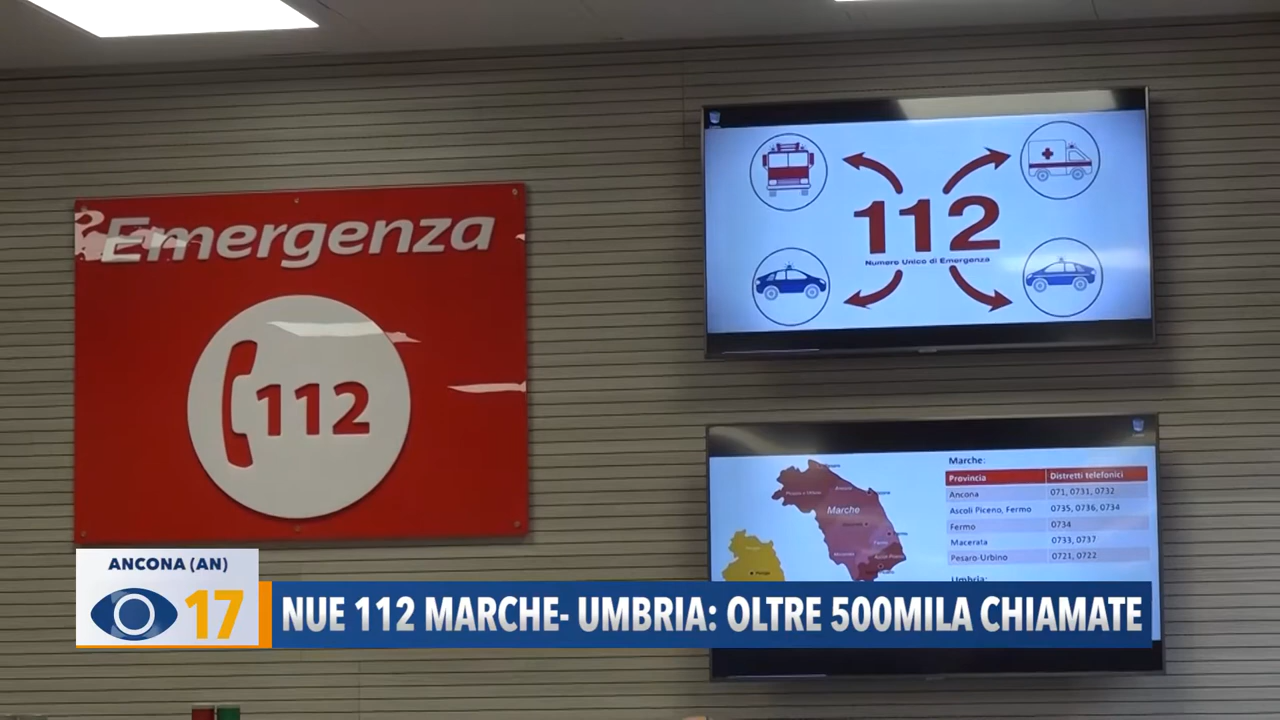 Emergenza
112
112
Numero Unico di Emergenza
Marche:
Provincia Distretti telefonici
Ancona 071, 0731, 0732
Ascoli Piceno, Fermo 0735, 0736, 0734
Fermo 0734
Macerata 0733, 0737
Pesaro-Urbino 0721, 0722
Umbria:
Marche
ANCONA (AN)
17
NUE 112 MARCHE- UMBRIA: OLTRE 500MILA CHIAMATE